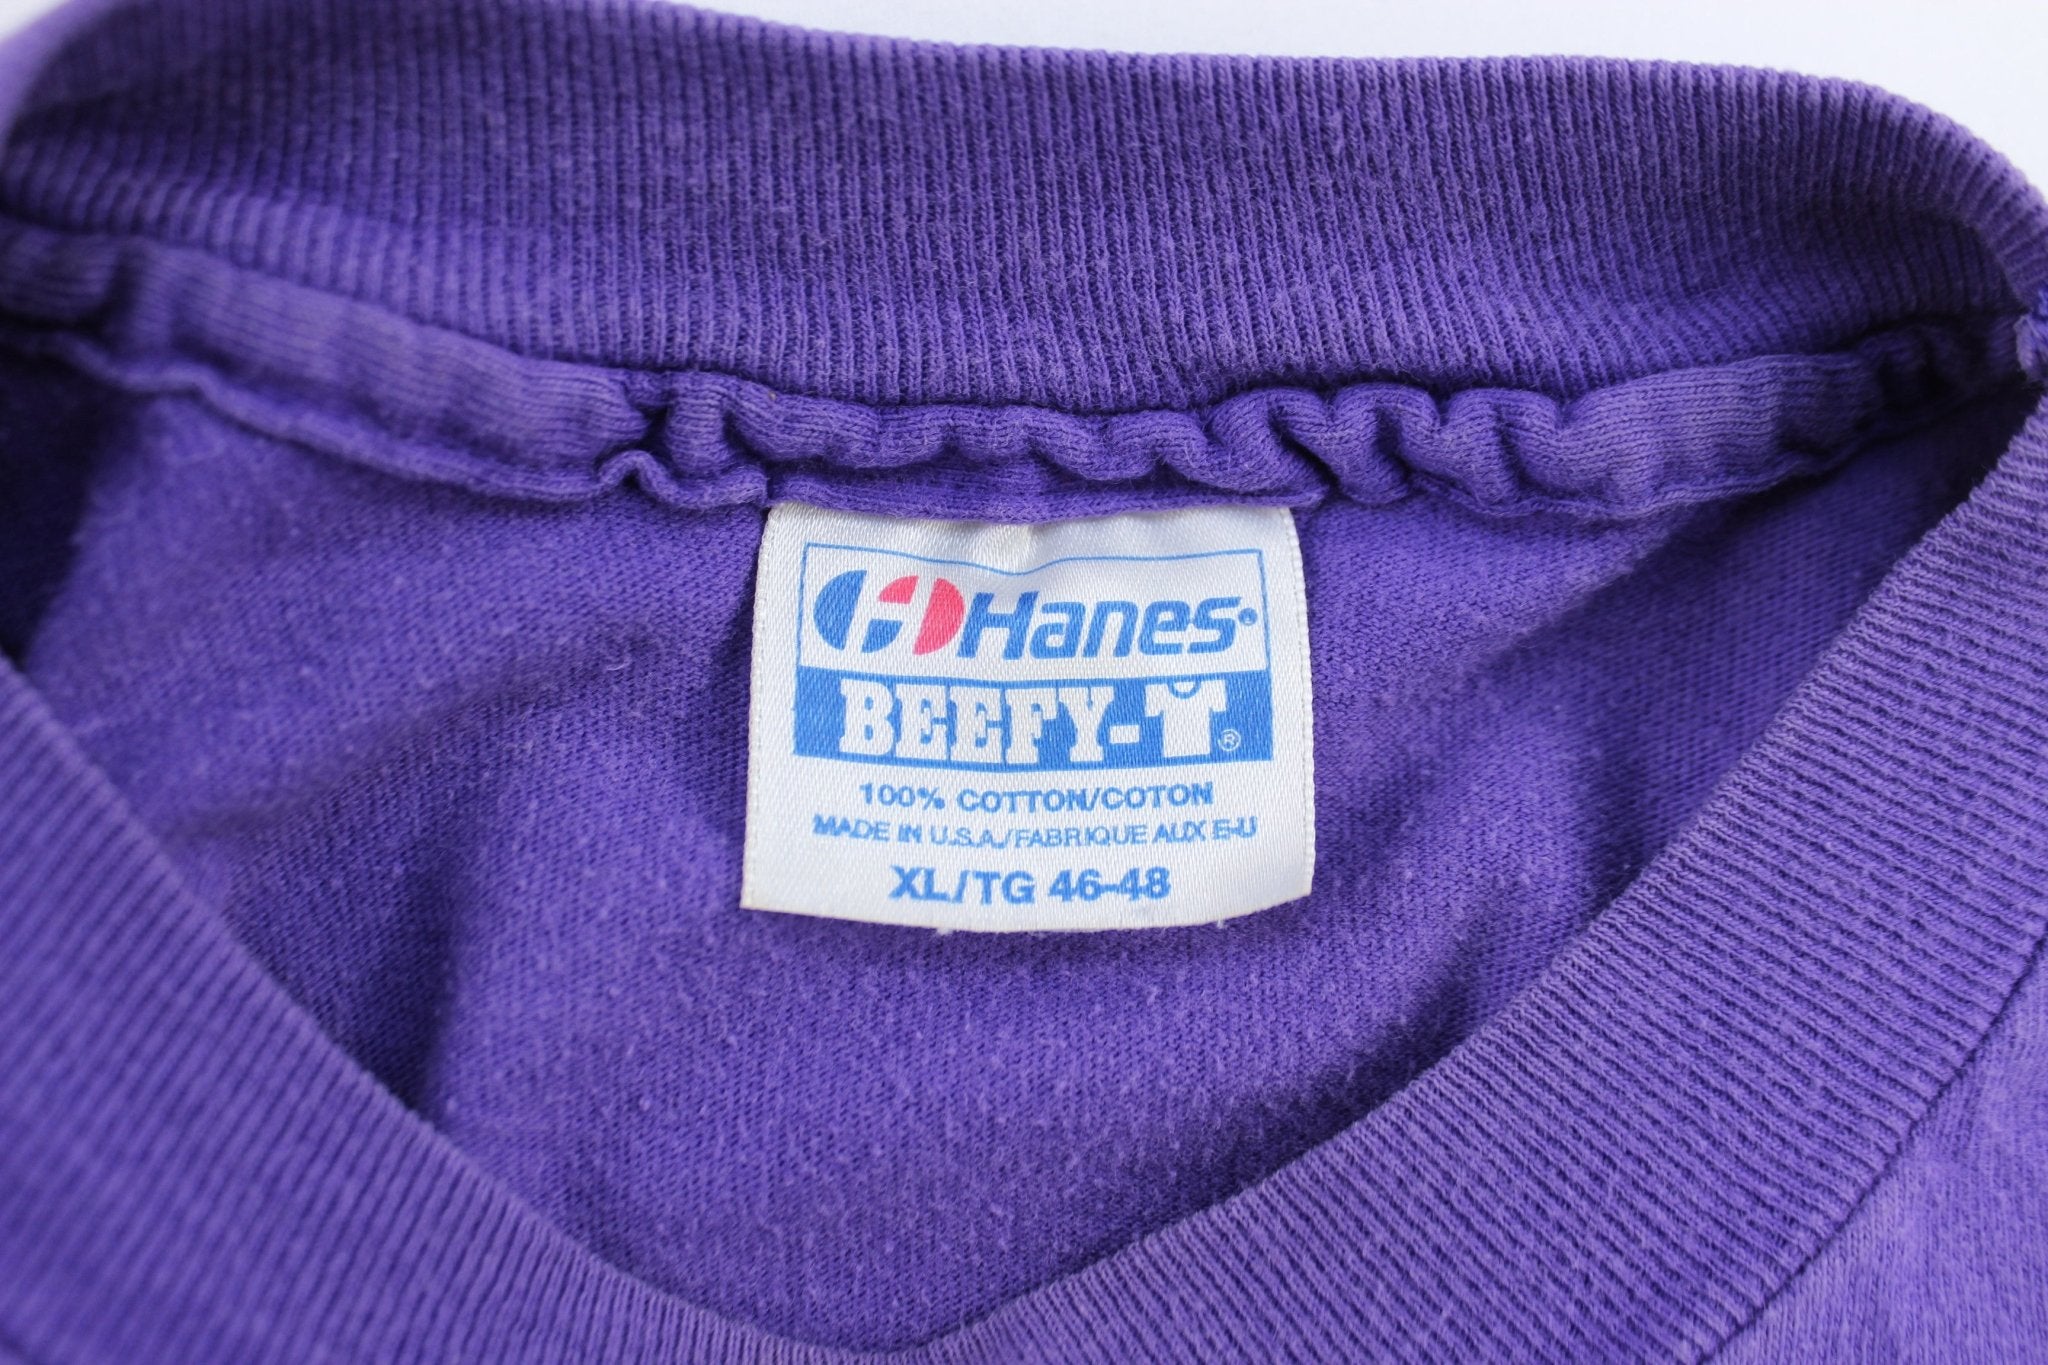 Hanes®
BEEFY-T®
100% COTTON/COTON
MADE IN U.S.A./FABRIQUE AUX E-U
XL/TG 46-48